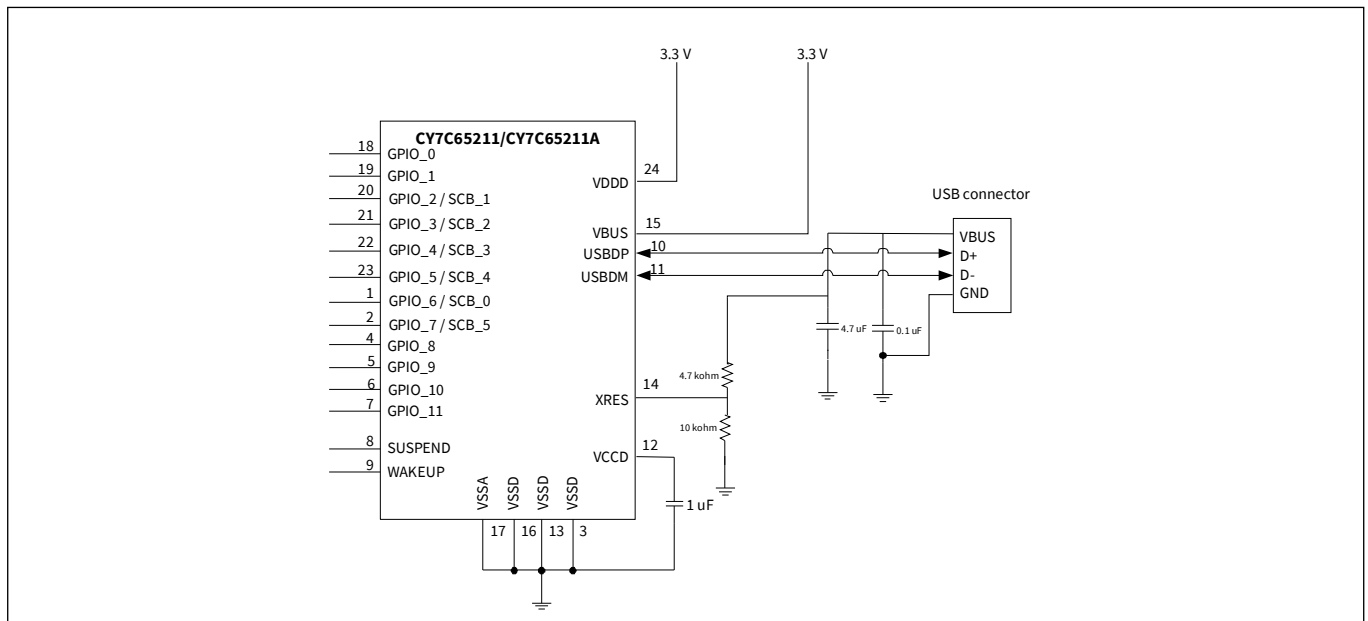 3.3 V
3.3 V
CY7C65211/CY7C65211A
18
GPIO_0
19
GPIO_1
20
GPIO_2 / SCB_1
21
GPIO_3 / SCB_2
22
GPIO_4 / SCB_3
23
GPIO_5 / SCB_4
1
GPIO_6 / SCB_0
2
GPIO_7 / SCB_5
4
GPIO_8
5
GPIO_9
6
GPIO_10
7
GPIO_11
8
SUSPEND
9
WAKEUP
VDDD
24
VBUS
15
USBDP
10
USBDM
11
XRES
14
VCCD
12
VSSA
VSSD
VSSD
VSSD
17
16
13
3
1 uF
4.7 kohm
10 kohm
4.7 uF
0.1 uF
USB connector
VBUS
D+
D-
GND